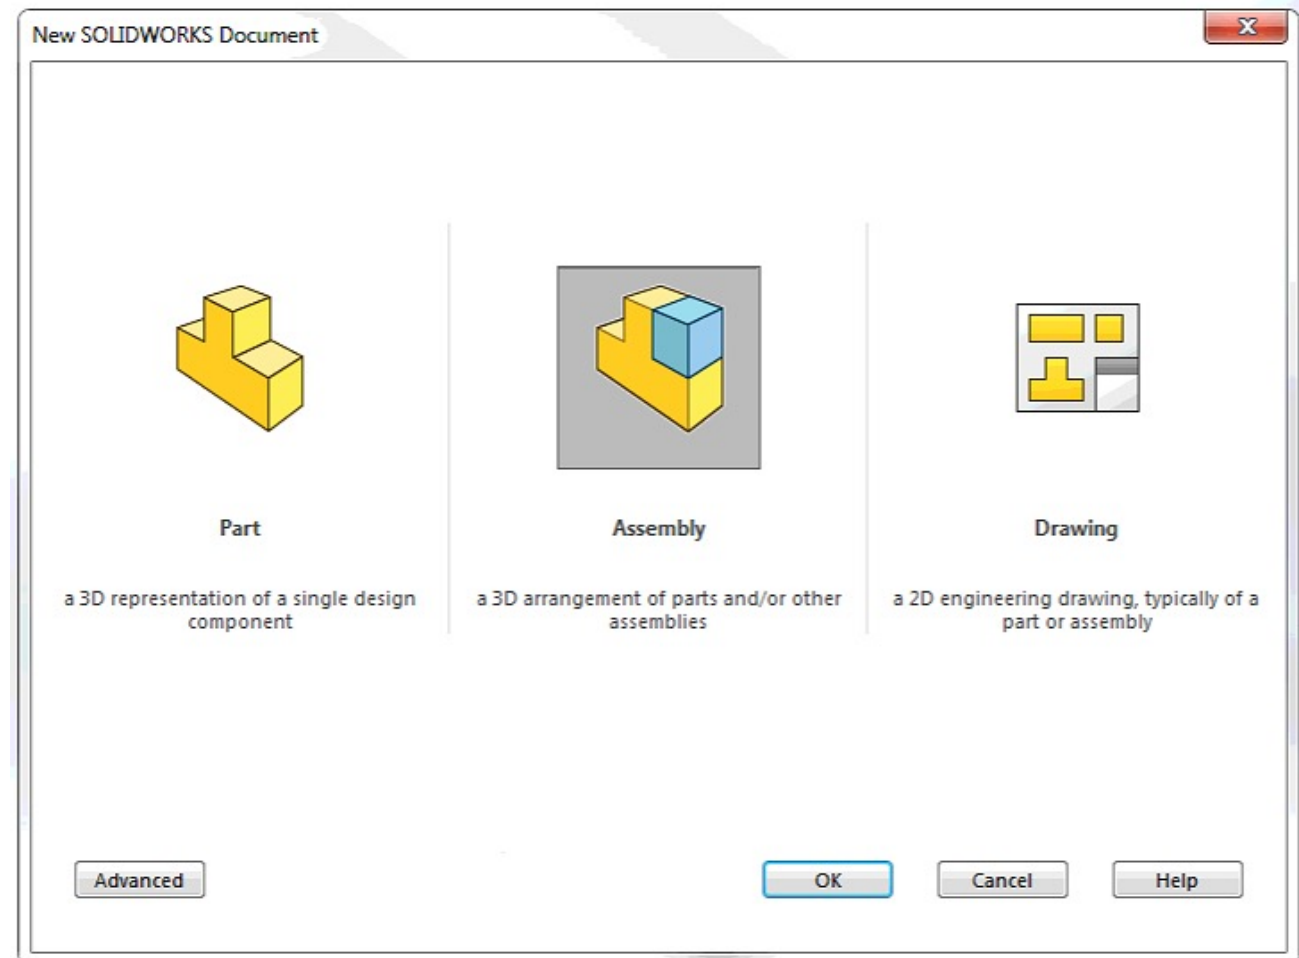 New SOLIDWORKS Document
Part
a 3D representation of a single design
component
Assembly
a 3D arrangement of parts and/or other
assemblies
Drawing
a 2D engineering drawing, typically of a
part or assembly
Advanced
OK
Cancel
Help